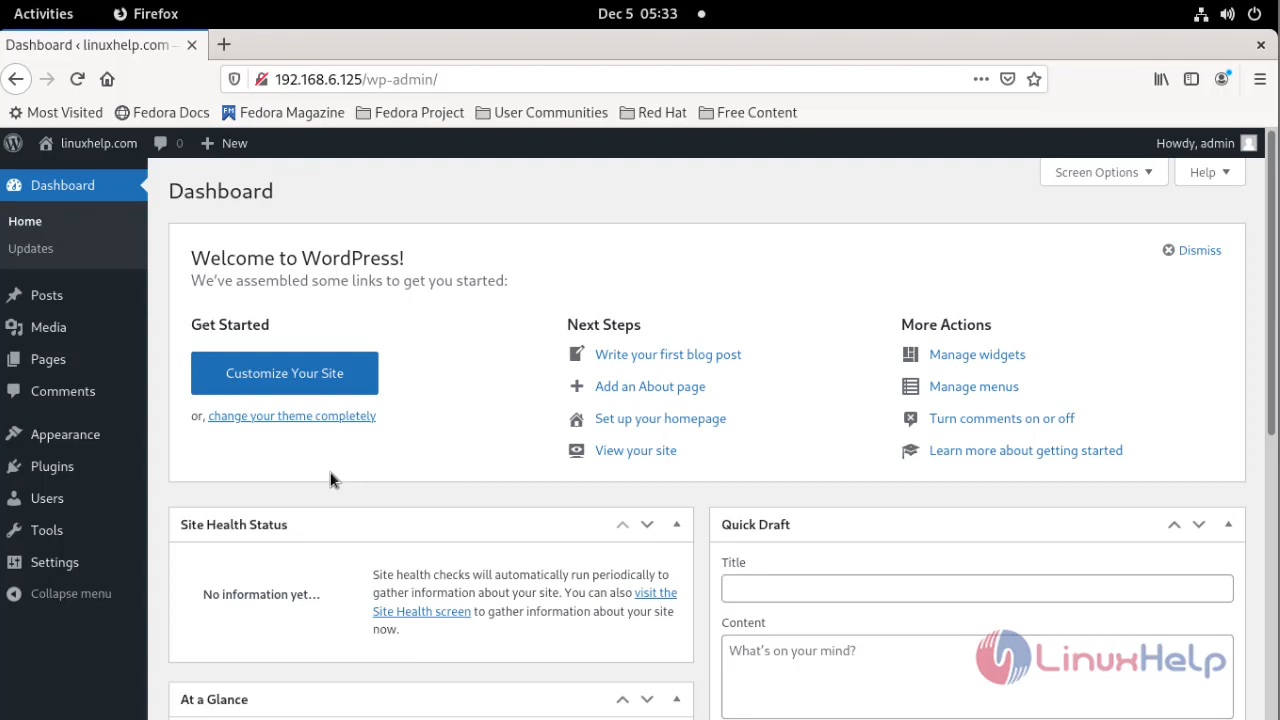 Activities
Firefox
Dec 5 05:33
Dashboard ‹ linuxhelp.com —
192.168.6.125/wp-admin/
Most Visited
Fedora Docs
Fedora Magazine
Fedora Project
User Communities
Red Hat
Free Content
linuxhelp.com
0
New
Howdy, admin
Dashboard
Home
Updates
Posts
Media
Pages
Comments
Appearance
Plugins
Users
Tools
Settings
Collapse menu
Screen Options
Help
Dashboard
Welcome to WordPress!
Dismiss
We've assembled some links to get you started:
Get Started
Customize Your Site
or, change your theme completely
Next Steps
Write your first blog post
Add an About page
Set up your homepage
View your site
More Actions
Manage widgets
Manage menus
Turn comments on or off
Learn more about getting started
Site Health Status
No information yet...
Site health checks will automatically run periodically to
gather information about your site. You can also visit the
Site Health screen to gather information about your site
now.
At a Glance
Quick Draft
Title
Content
What's on your mind?
LinuxHelp